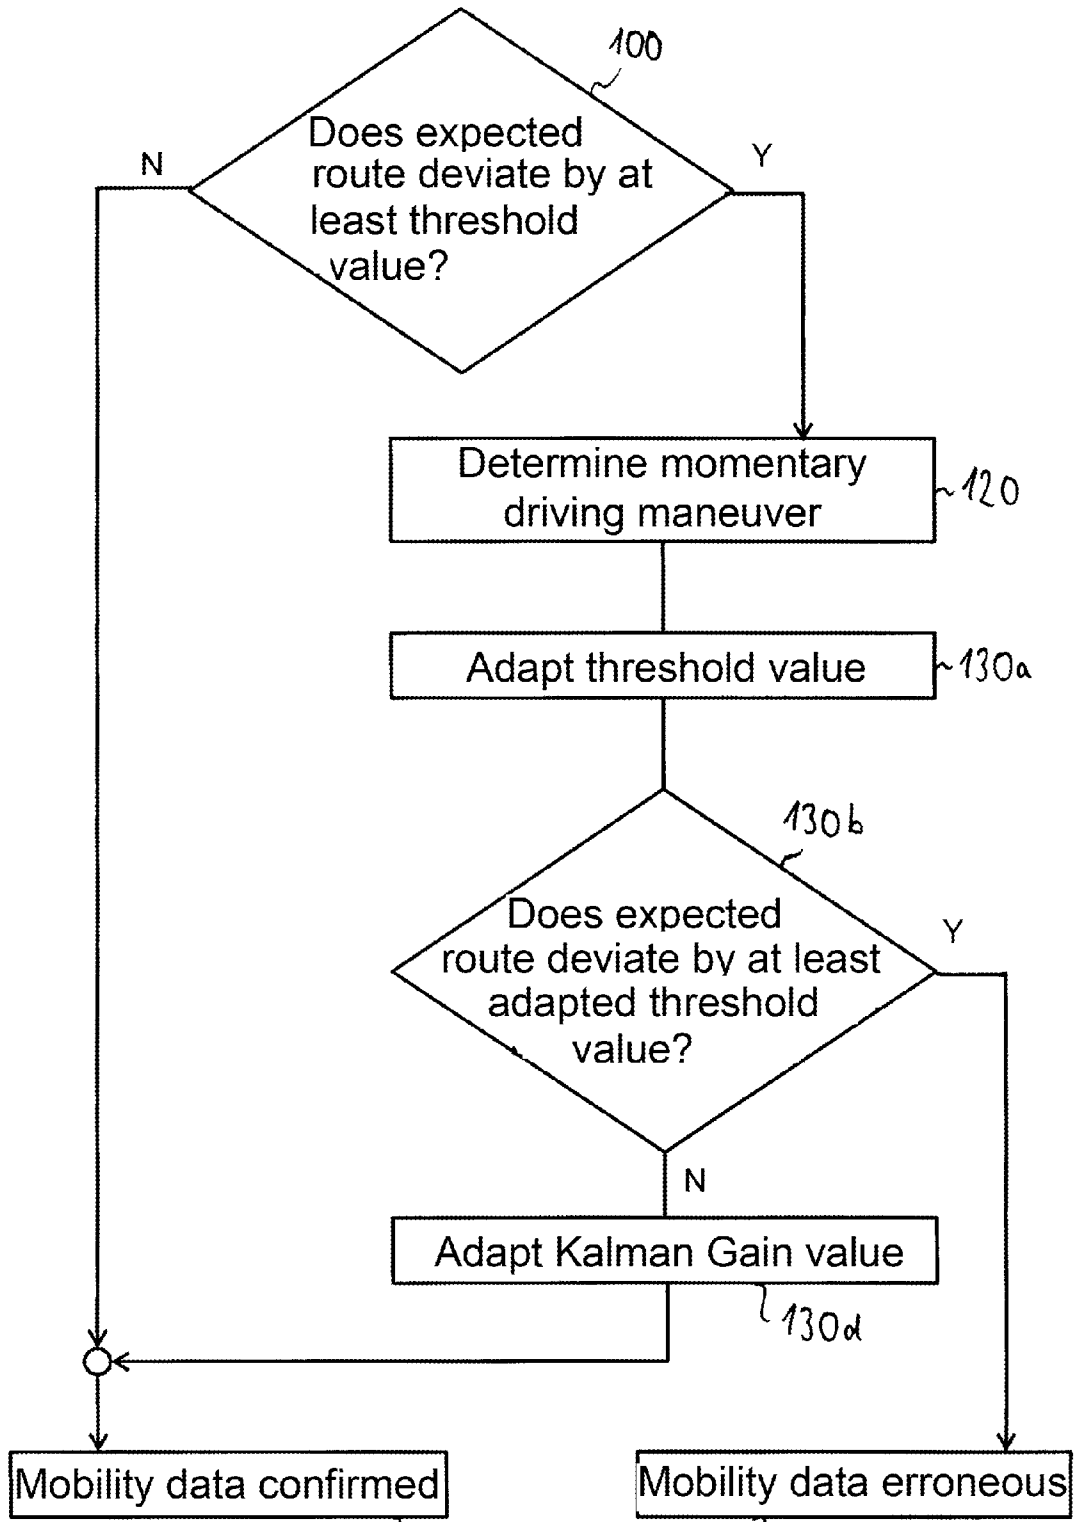 100
Does expected
route deviate by at
least threshold
value?
N
Y
Determine momentary
driving maneuver
120
Adapt threshold value
130a
130b
Does expected
route deviate by at least
adapted threshold
value?
Y
N
Adapt Kalman Gain value
130d
Mobility data confirmed
Mobility data erroneous